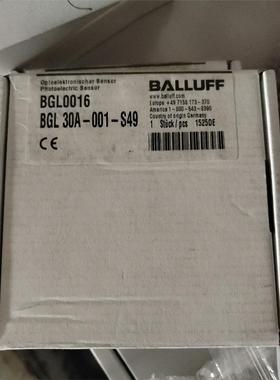 Optoelektronischer Sensor
Photoelectric Sensor
BGL0016
BGL 30A-001-S49
CE
BALLUFF
www.balluff.com
Europe +49 7158 173-370
America 1-800-543-8390
Country of origin Germany
1 Stück/pcs 1525DE